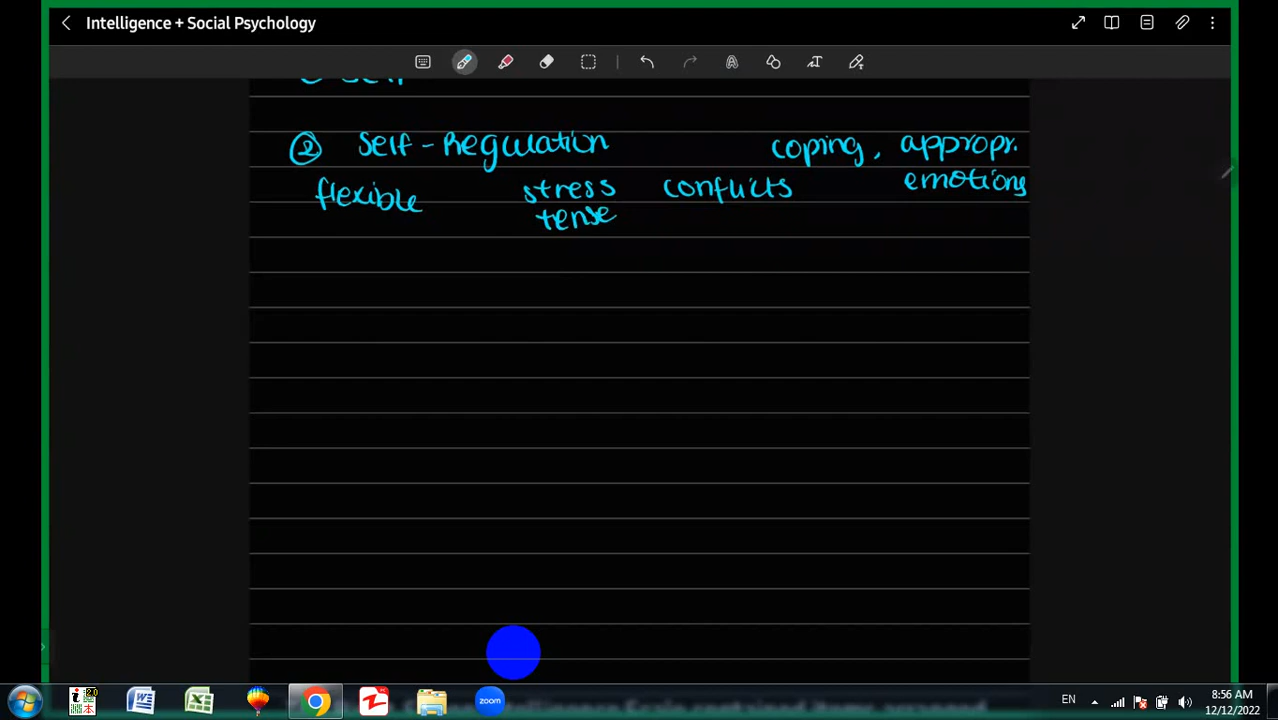 Intelligence + Social Psychology
② Self-Regulation coping, appropr.
flexible stress conflicts emotions
tense
zoom
EN
8:56 AM
12/12/2022